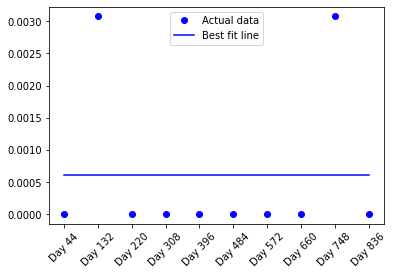 Actual data
Best fit line
0.0030
0.0025
0.0020
0.0015
0.0010
0.0005
0.0000
Day 44
Day 132
Day 220
Day 308
Day 396
Day 484
Day 572
Day 660
Day 748
Day 836